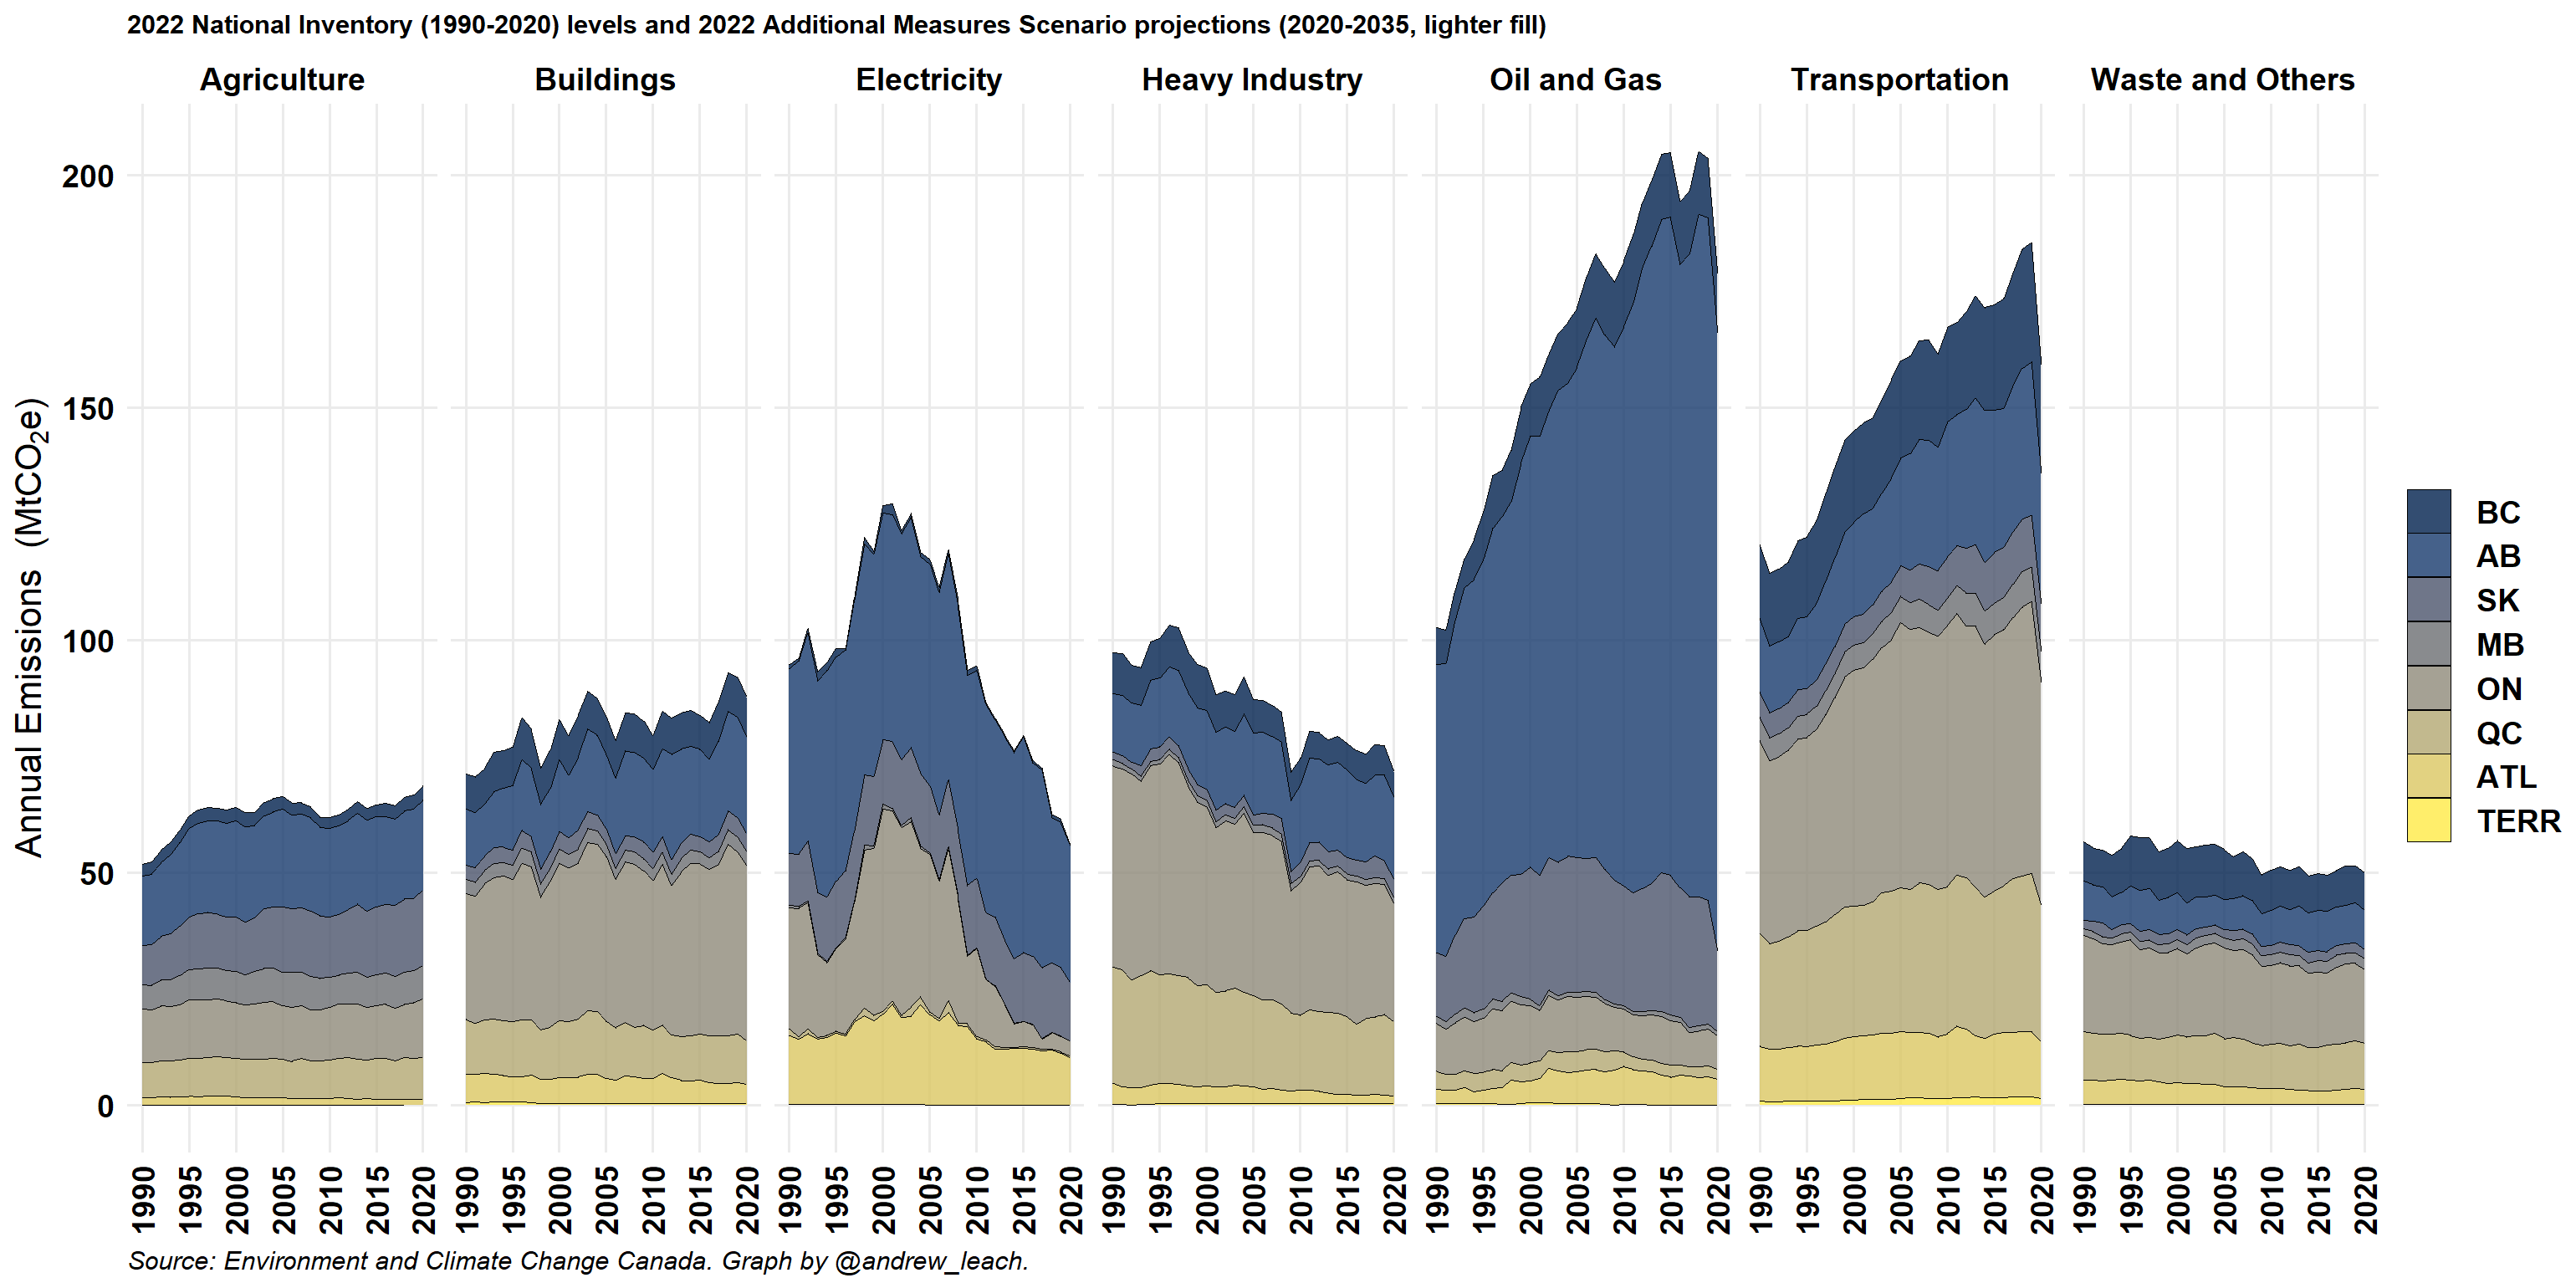 2022 National Inventory (1990-2020) levels and 2022 Additional Measures Scenario projections (2020-2035, lighter fill)
Agriculture Buildings Electricity Heavy Industry Oil and Gas Transportation Waste and Others
Annual Emissions (MtCO₂e)
200
150
100
50
0
BC
AB
SK
MB
ON
QC
ATL
TERR
1990 1995 2000 2005 2010 2015 2020 1990 1995 2000 2005 2010 2015 2020 1990 1995 2000 2005 2010 2015 2020 1990 1995 2000 2005 2010 2015 2020 1990 1995 2000 2005 2010 2015 2020 1990 1995 2000 2005 2010 2015 2020 1990 1995 2000 2005 2010 2015 2020
Source: Environment and Climate Change Canada. Graph by @andrew_leach.